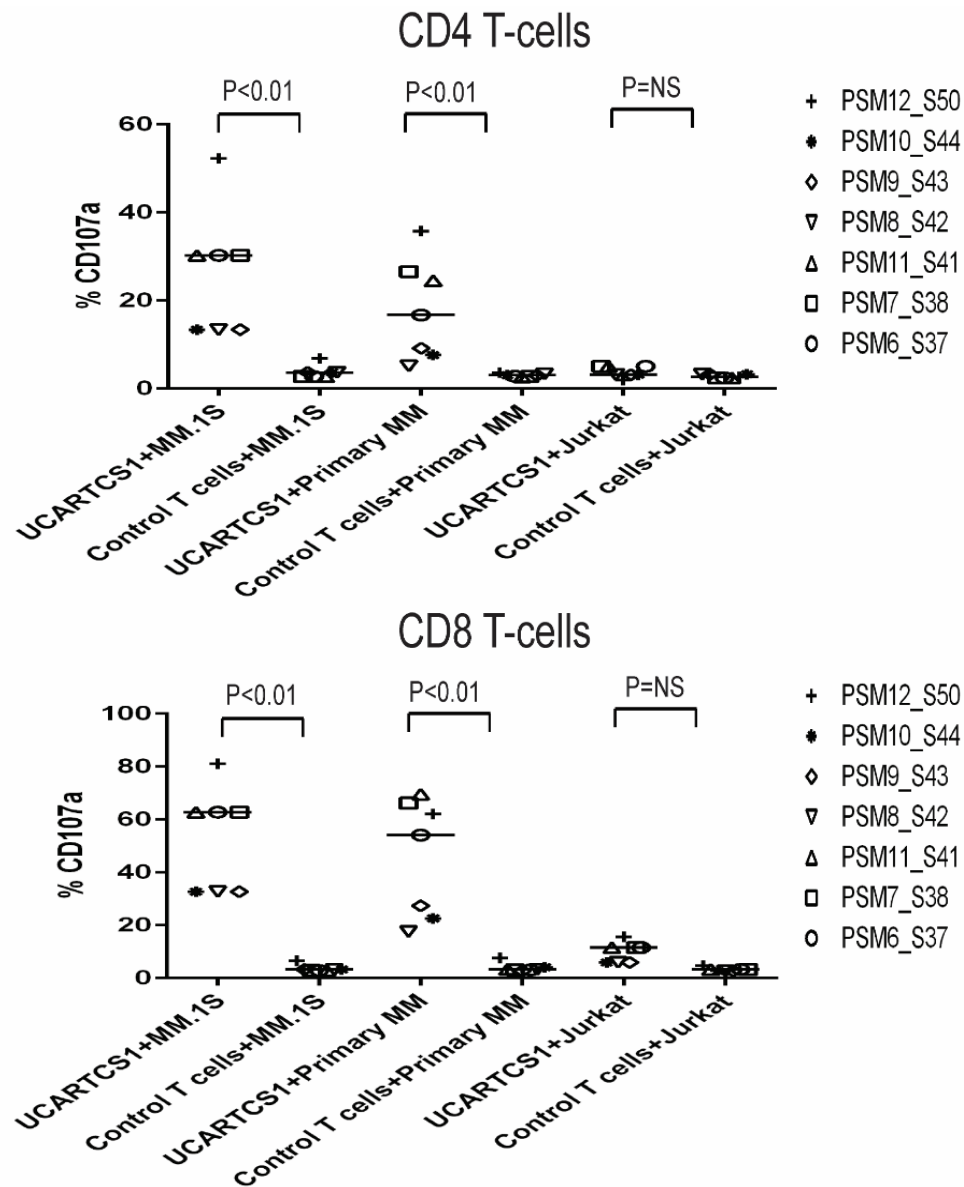 CD4 T-cells
P<0.01
P<0.01
P=NS
60
40
20
0
% CD107a
PSM12_S50
PSM10_S44
PSM9_S43
PSM8_S42
PSM11_S41
PSM7_S38
PSM6_S37
UCARTCS1+MM.1S
Control T cells+MM.1S
UCARTCS1+Primary MM
Control T cells+Primary MM
UCARTCS1+Jurkat
Control T cells+Jurkat
CD8 T-cells
P<0.01
P<0.01
P=NS
100
80
60
40
20
0
% CD107a
PSM12_S50
PSM10_S44
PSM9_S43
PSM8_S42
PSM11_S41
PSM7_S38
PSM6_S37
UCARTCS1+MM.1S
Control T cells+MM.1S
UCARTCS1+Primary MM
Control T cells+Primary MM
UCARTCS1+Jurkat
Control T cells+Jurkat